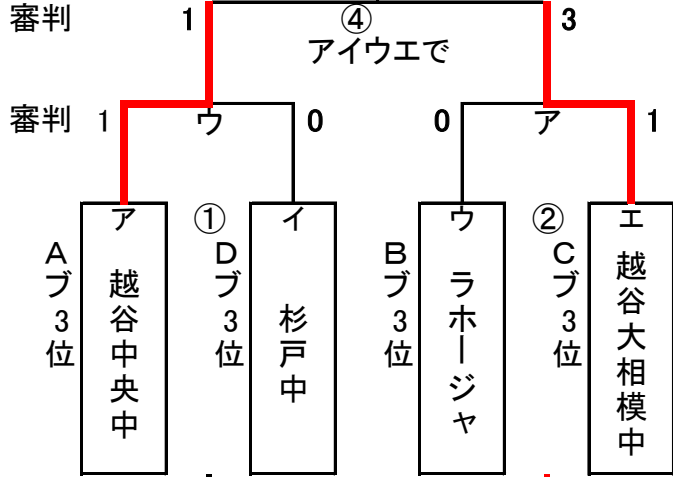 審判 1 ④ 3
アイウエで
審判 1 ウ 0 0 ア 1
ア ① イ ウ ② エ
Aブ3位
越谷中央中
Dブ3位
杉戸中
Bブ3位
ラホージャ
Cブ3位
越谷大相模中